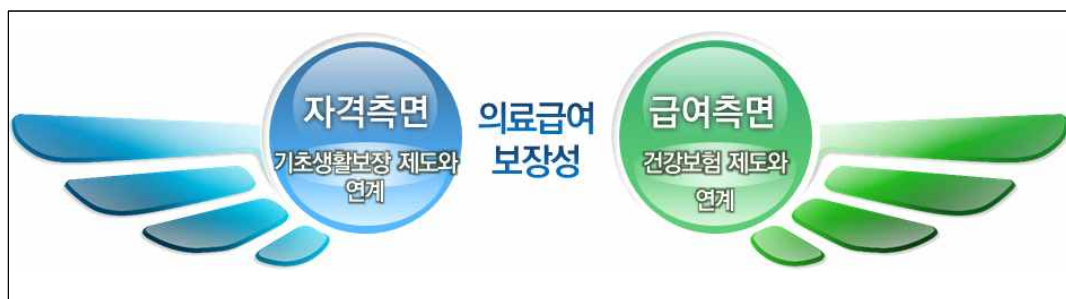 자격측면
기초생활보장 제도와
연계
의료급여
보장성
급여측면
건강보험 제도와
연계